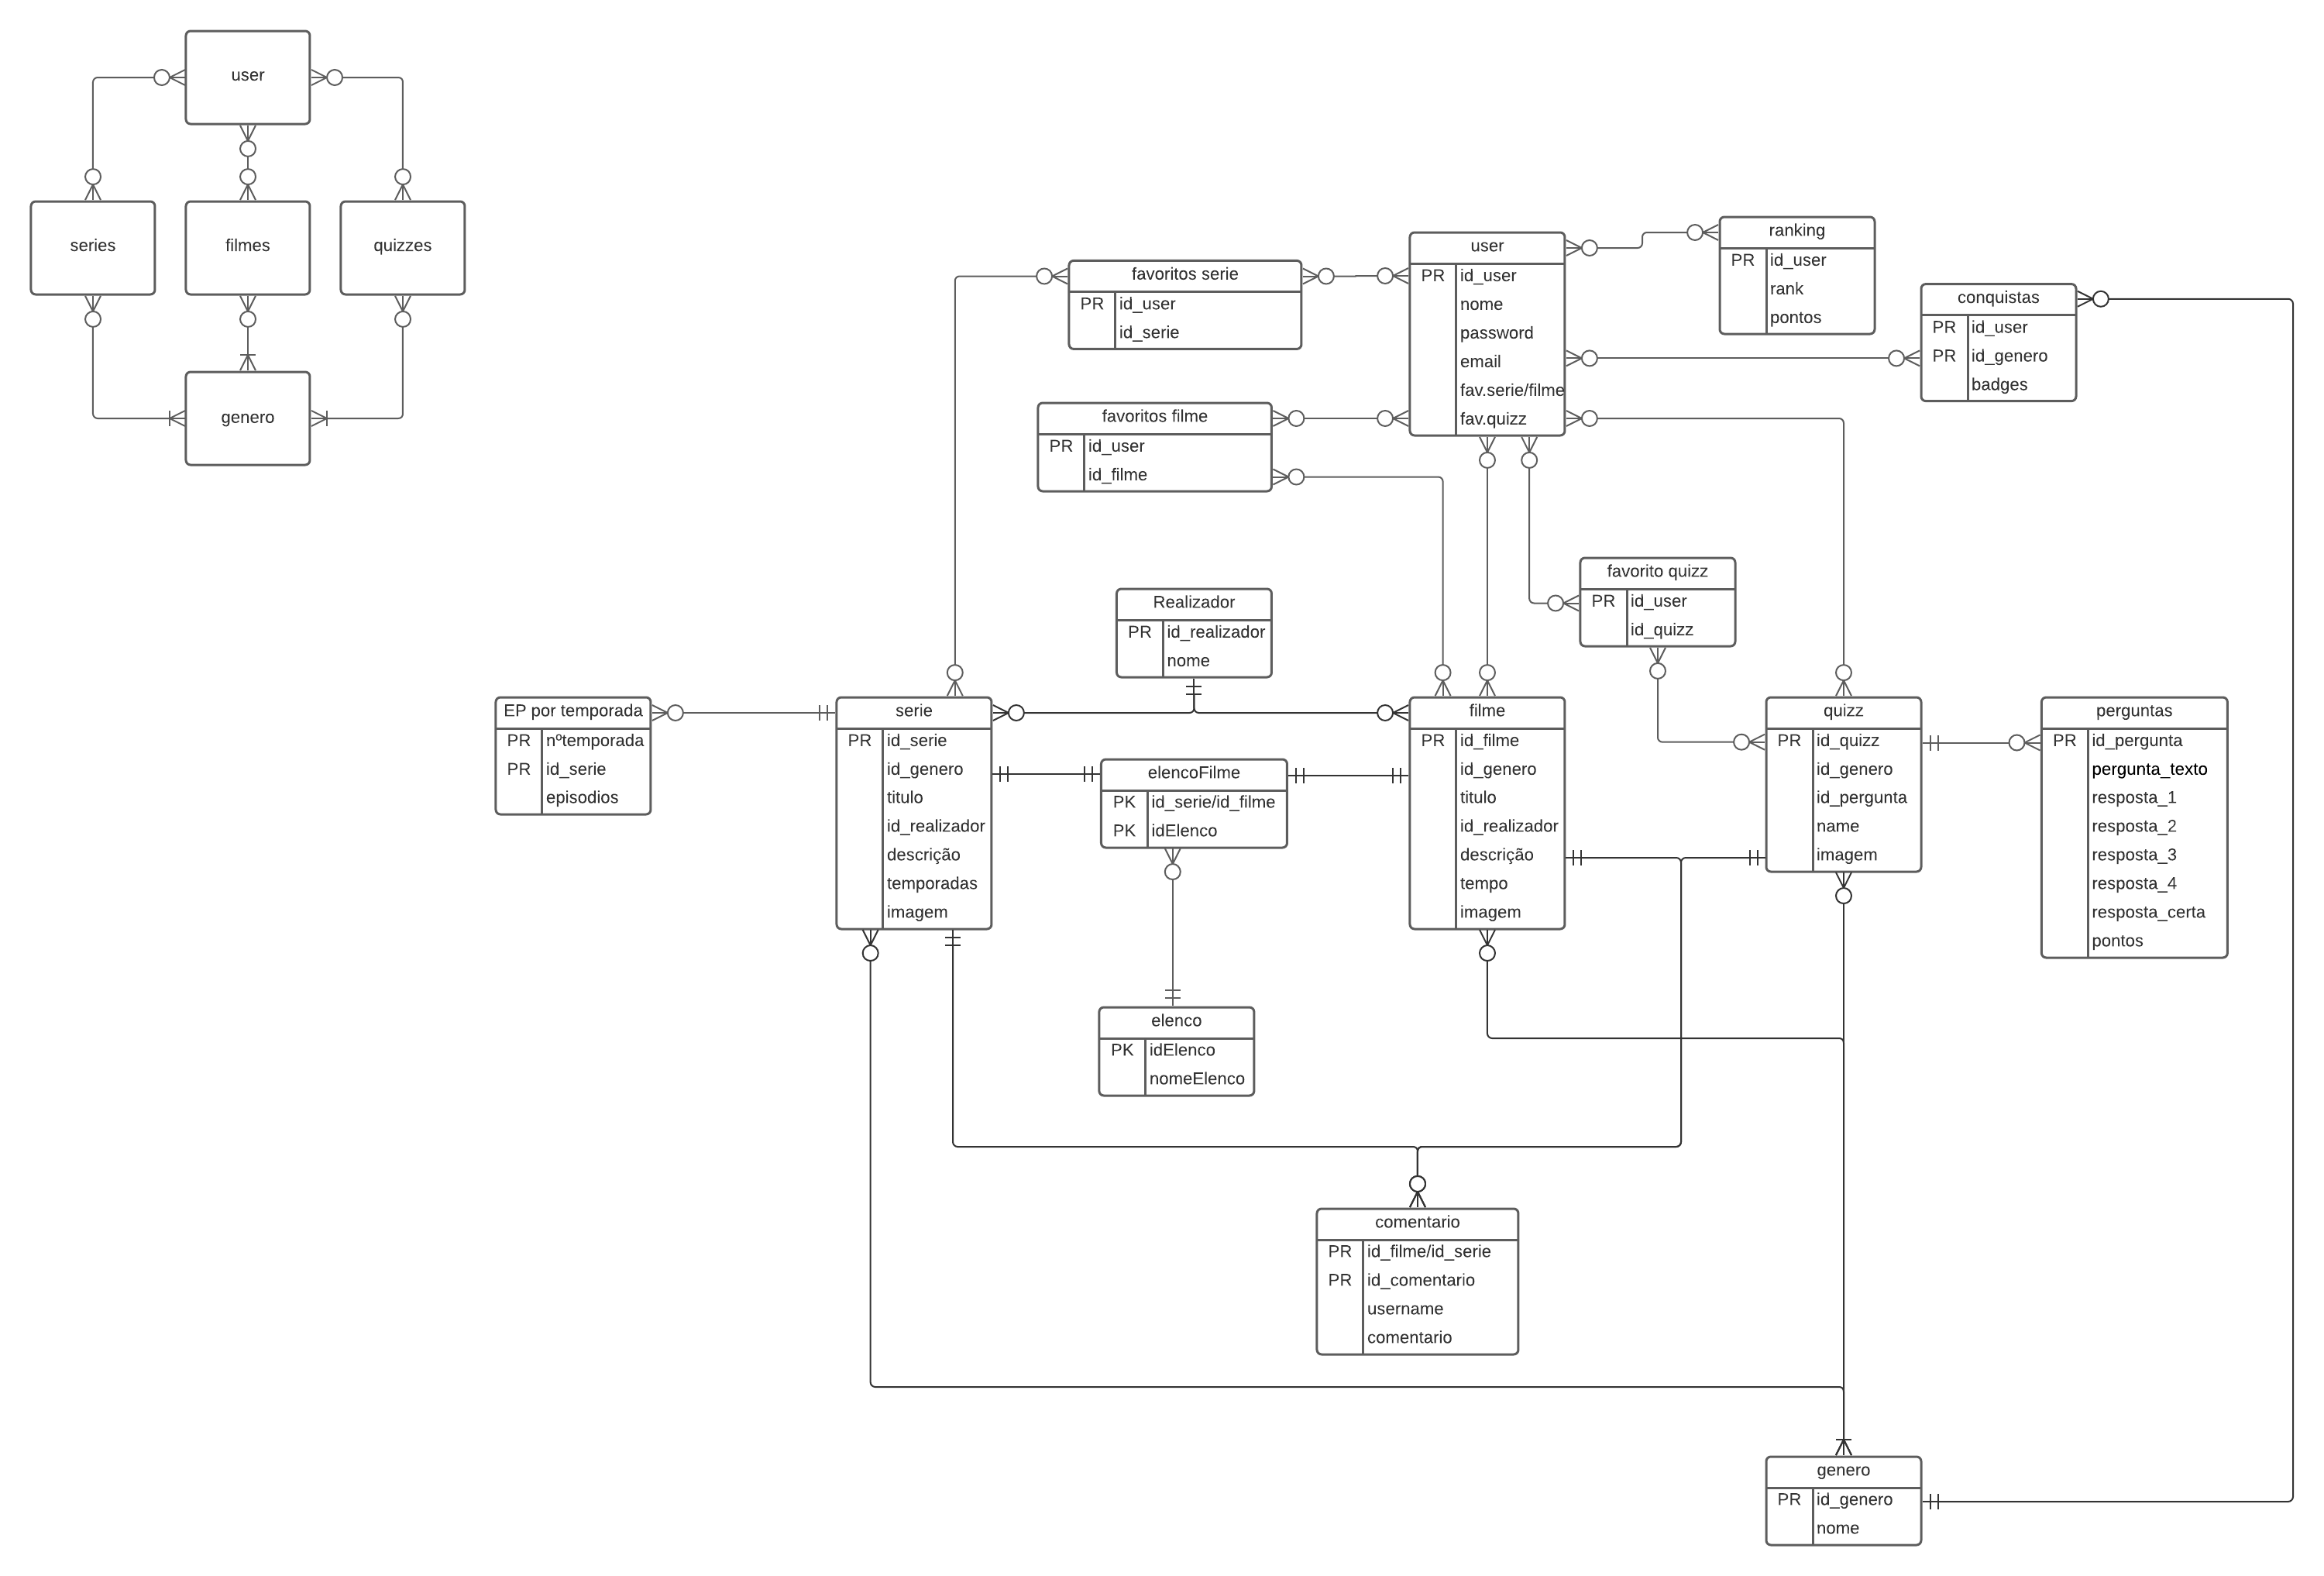 user
series
filmes
quizzes
genero
user
PR id_user
nome
password
email
fav.serie/filme
fav.quizz
ranking
PR id_user
rank
pontos
favoritos serie
PR id_user
id_serie
conquistas
PR id_user
PR id_genero
badges
favoritos filme
PR id_user
id_filme
favorito quizz
PR id_user
id_quizz
Realizador
PR id_realizador
nome
EP por temporada
PR nºtemporada
PR id_serie
episodios
serie
PR id_serie
id_genero
titulo
id_realizador
descrição
temporadas
imagem
elencoFilme
PK id_serie/id_filme
PK idElenco
filme
PR id_filme
id_genero
titulo
id_realizador
descrição
tempo
imagem
quizz
PR id_quizz
id_genero
id_pergunta
name
imagem
perguntas
PR id_pergunta
pergunta_texto
resposta_1
resposta_2
resposta_3
resposta_4
resposta_certa
pontos
elenco
PK idElenco
nomeElenco
comentario
PR id_filme/id_serie
PR id_comentario
username
comentario
genero
PR id_genero
nome